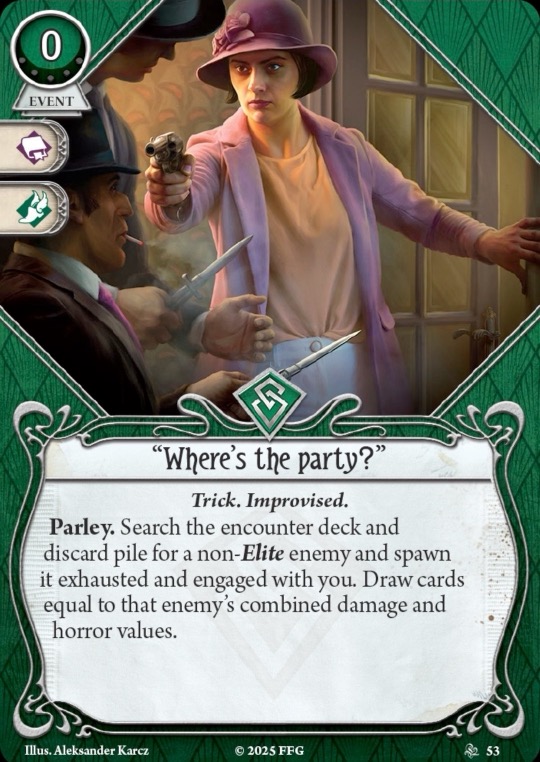 0
EVENT
“Where’s the party?”
Trick. Improvised.
Parley. Search the encounter deck and
discard pile for a non-Elite enemy and spawn
it exhausted and engaged with you. Draw cards
equal to that enemy’s combined damage and
horror values.
Illus. Aleksander Karcz © 2025 FFG 53